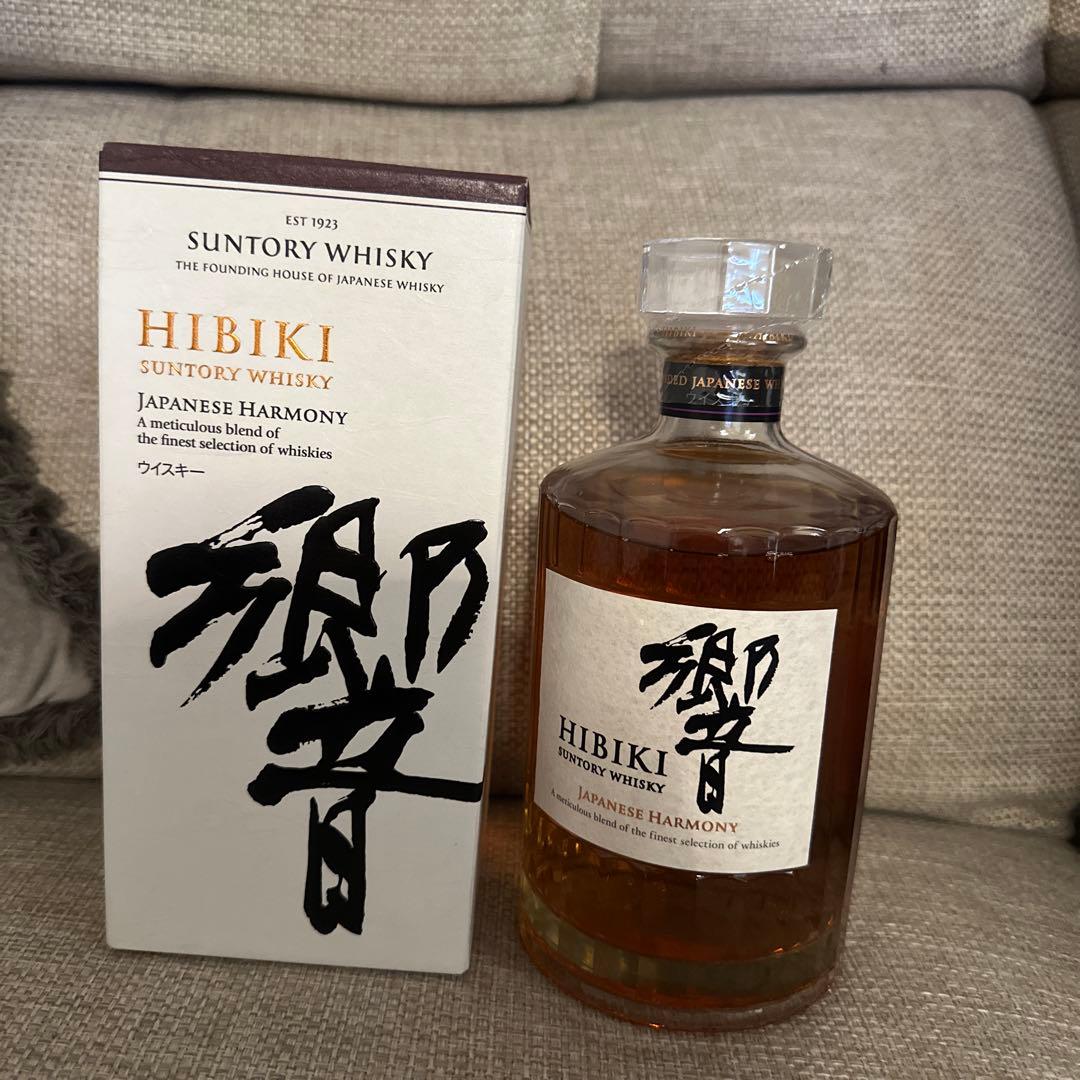 EST 1923
SUNTORY WHISKY
THE FOUNDING HOUSE OF JAPANESE WHISKY
HIBIKI
SUNTORY WHISKY
JAPANESE HARMONY
A meticulous blend of
the finest selection of whiskies
ウイスキー
響
HIBIKI
JAPANESE
響
HIBIKI
SUNTORY WHISKY
JAPANESE HARMONY
A meticulous blend of the finest selection of whiskies